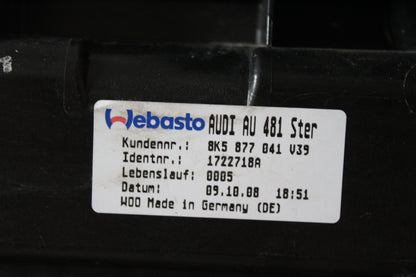 Webasto AUDI AU 481 Ster
Kundennr.: 8K5 877 041 V39
Identnr.: 1722718A
Lebenslauf: 0005
Datum: 09.10.08 18:51
WOO Made in Germany (DE)